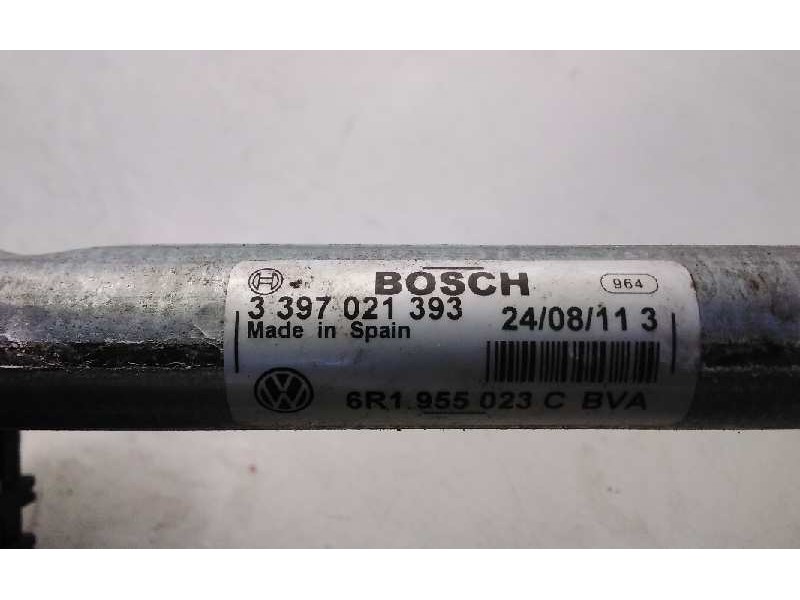 BOSCH 964
3 397 021 393 24/08/11 3
Made in Spain
6R1 955 023 C BVA